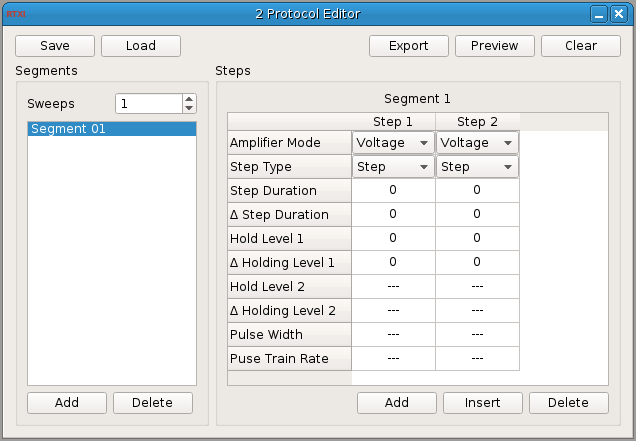 RTXI 2 Protocol Editor
Save Load Export Preview Clear
Segments Steps
Sweeps 1
Segment 01
Segment 1
Step 1 Step 2
Amplifier Mode Voltage Voltage
Step Type Step Step
Step Duration 0 0
Δ Step Duration 0 0
Hold Level 1 0 0
Δ Holding Level 1 0 0
Hold Level 2 --- ---
Δ Holding Level 2 --- ---
Pulse Width --- ---
Puse Train Rate --- ---
Add Delete Add Insert Delete